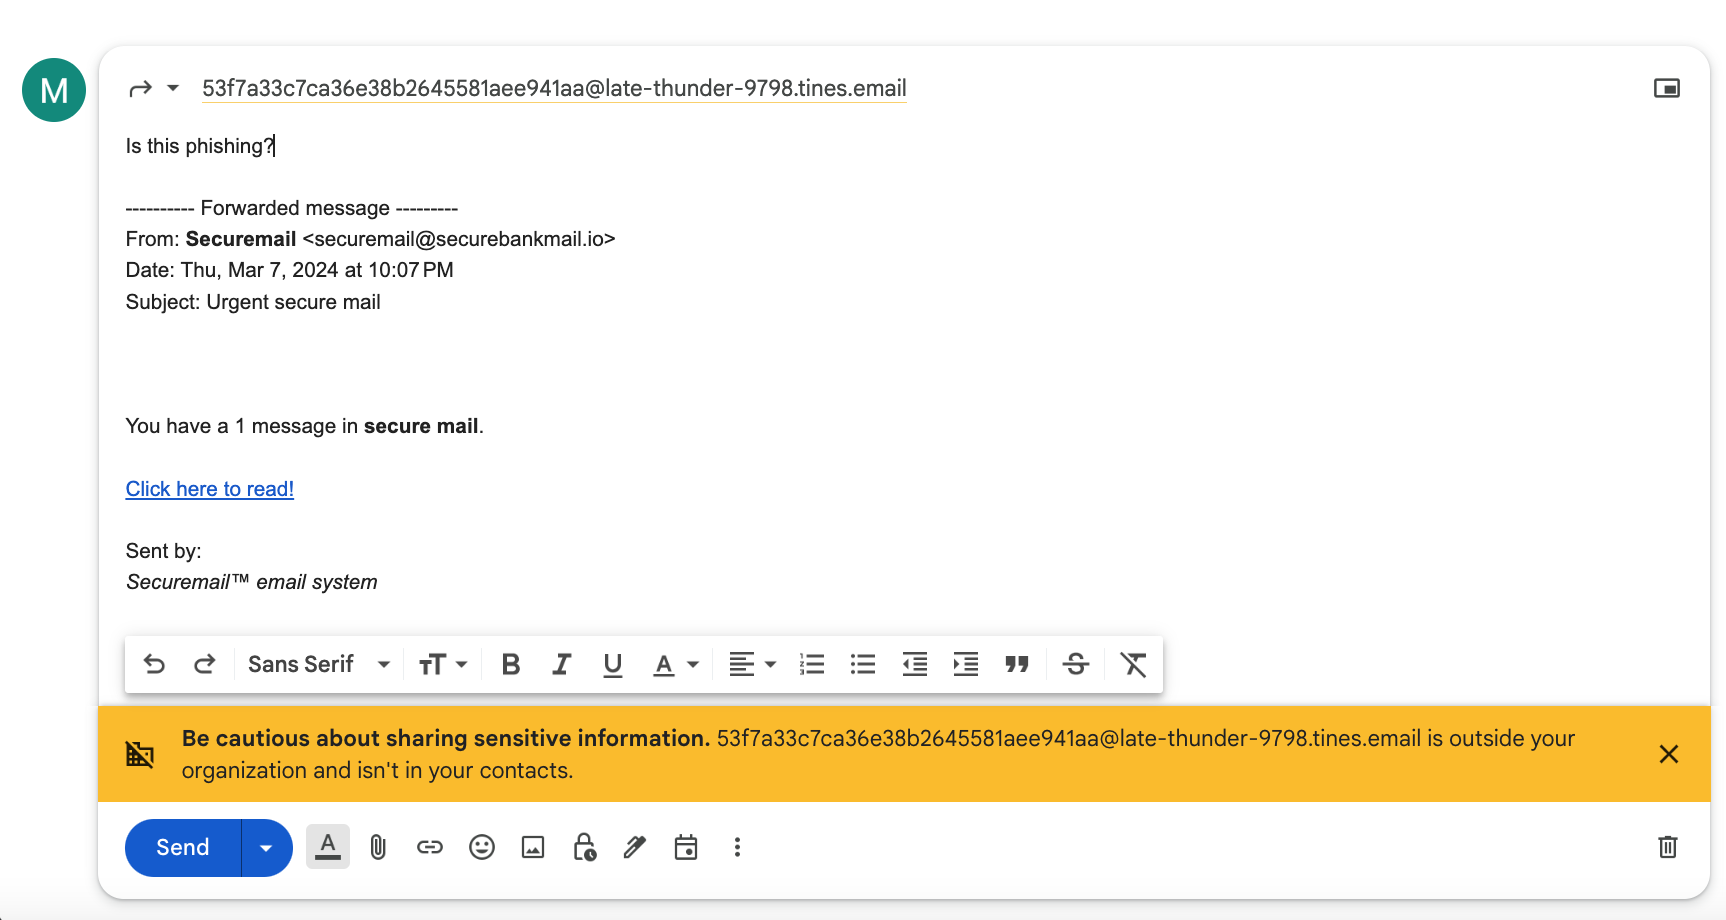 M
53f7a33c7ca36e38b2645581aee941aa@late-thunder-9798.tines.email
Is this phishing?
---------- Forwarded message ---------
From: Securemail <securemail@securebankmail.io>
Date: Thu, Mar 7, 2024 at 10:07 PM
Subject: Urgent secure mail
You have a 1 message in secure mail.
Click here to read!
Sent by:
Securemail™ email system
Sans Serif
Be cautious about sharing sensitive information. 53f7a33c7ca36e38b2645581aee941aa@late-thunder-9798.tines.email is outside your
organization and isn't in your contacts.
Send